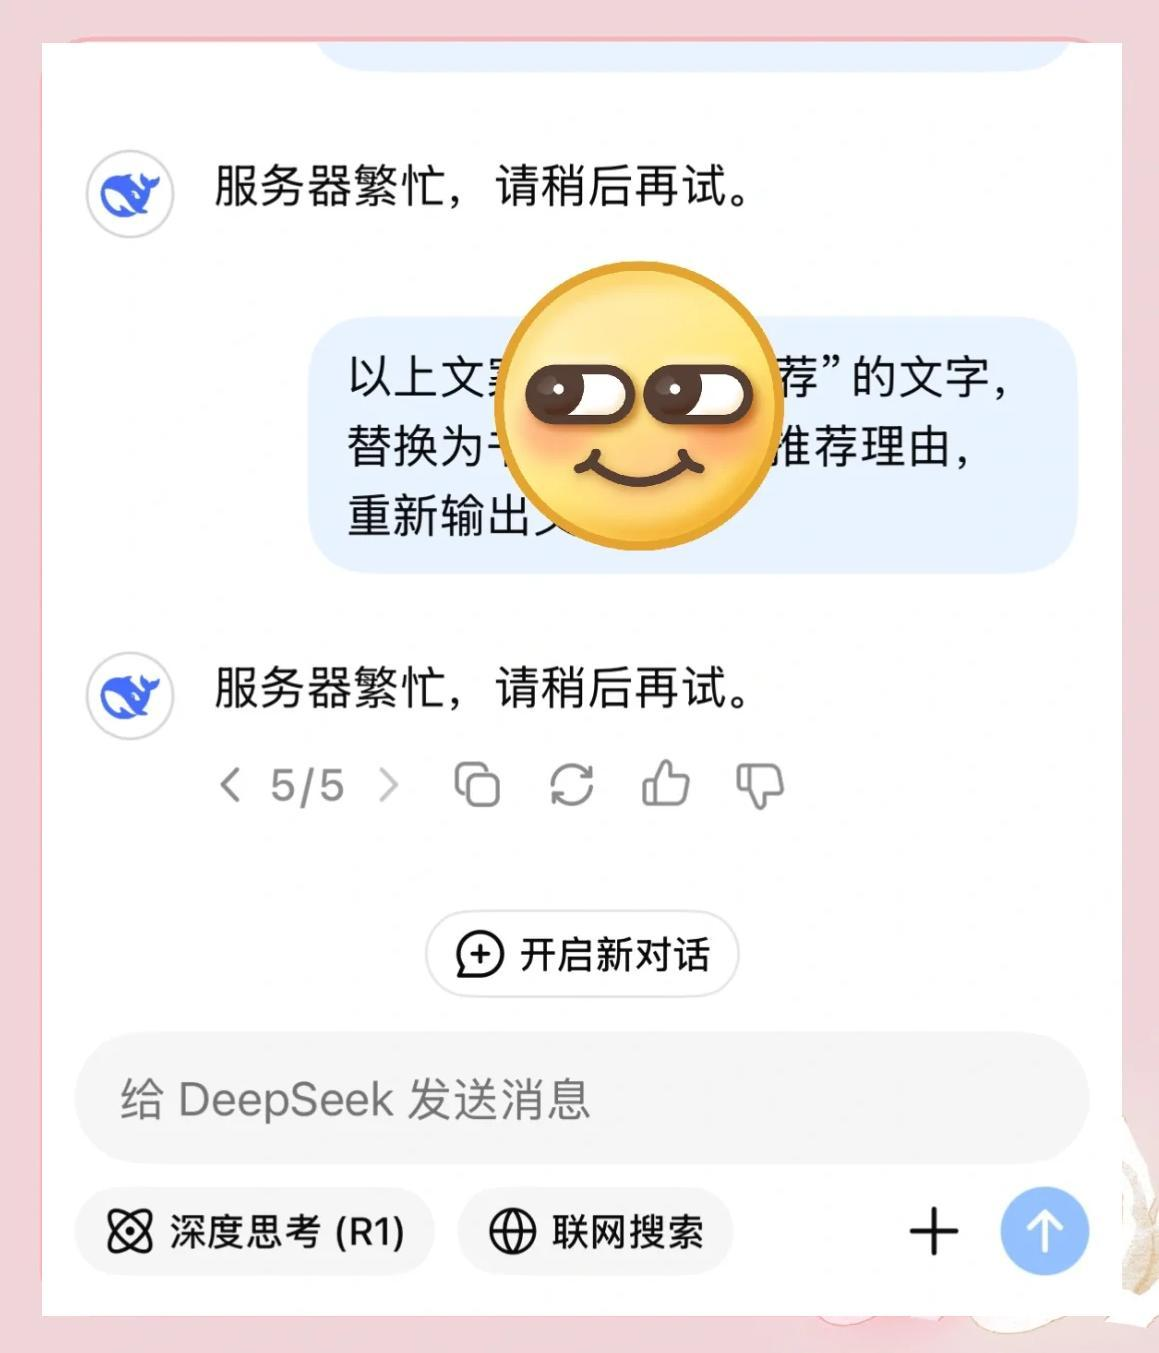 服务器繁忙，请稍后再试。
以上文 荐”的文字，
替换为 推荐理由，
重新输出
服务器繁忙，请稍后再试。
5/5
开启新对话
给 DeepSeek 发送消息
深度思考 (R1) 联网搜索